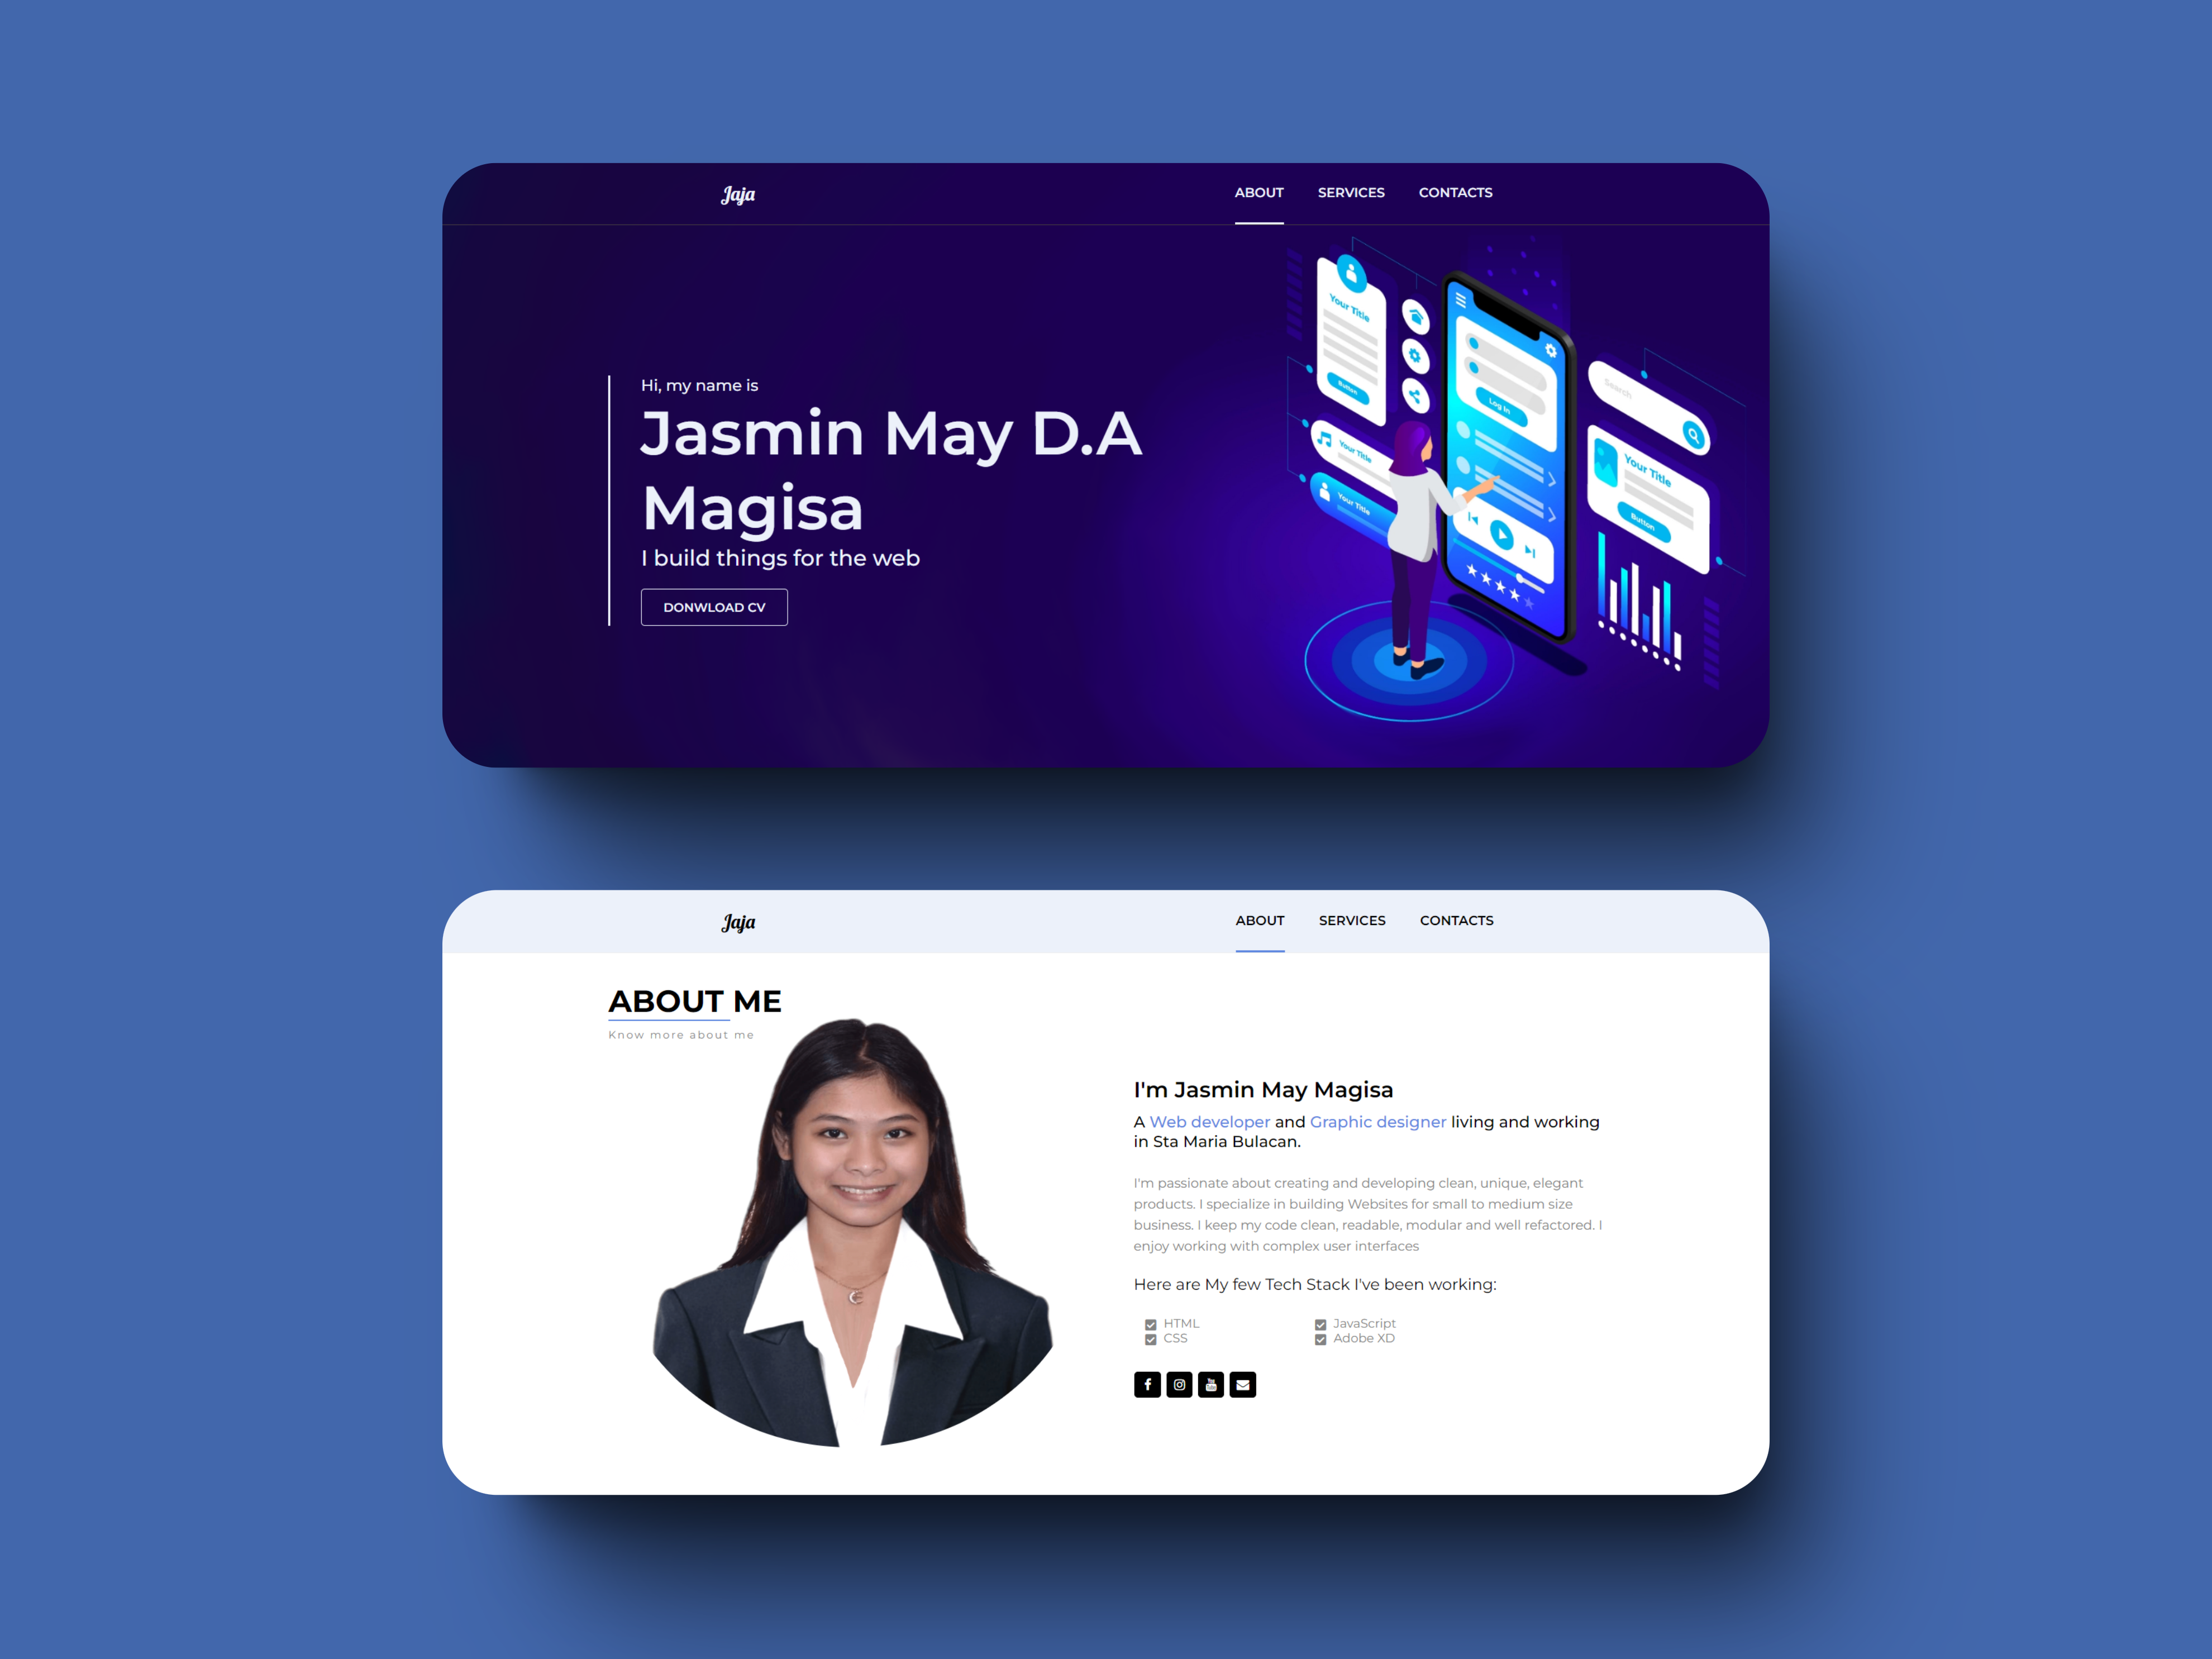 Jaja
ABOUT SERVICES CONTACTS
Hi, my name is
Jasmin May D.A
Magisa
I build things for the web
DONWLOAD CV
Your Title
Button
Your Title
Your Title
Log In
Search
Your Title
Button
Jaja
ABOUT SERVICES CONTACTS
ABOUT ME
Know more about me
I'm Jasmin May Magisa
A Web developer and Graphic designer living and working
in Sta Maria Bulacan.
I'm passionate about creating and developing clean, unique, elegant
products. I specialize in building Websites for small to medium size
business. I keep my code clean, readable, modular and well refactored. I
enjoy working with complex user interfaces
Here are My few Tech Stack I've been working:
HTML JavaScript
CSS Adobe XD